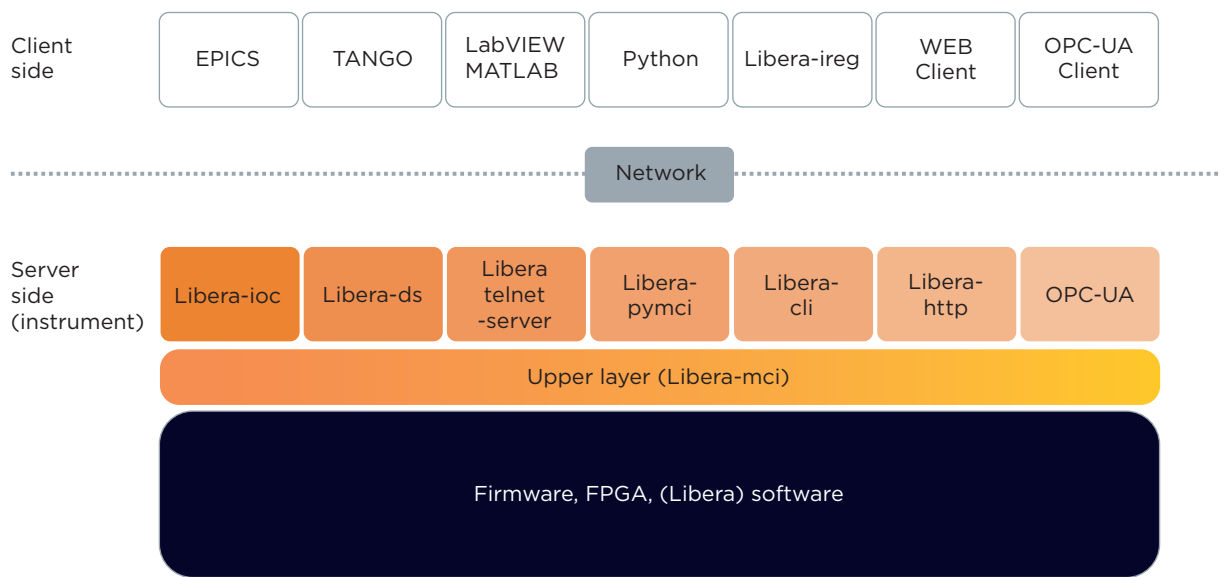 Client
side
EPICS
TANGO
LabVIEW
MATLAB
Python
Libera-ireg
WEB
Client
OPC-UA
Client
Network
Server
side
(instrument)
Libera-ioc
Libera-ds
Libera
telnet
-server
Libera-
pymci
Libera-
cli
Libera-
http
OPC-UA
Upper layer (Libera-mci)
Firmware, FPGA, (Libera) software